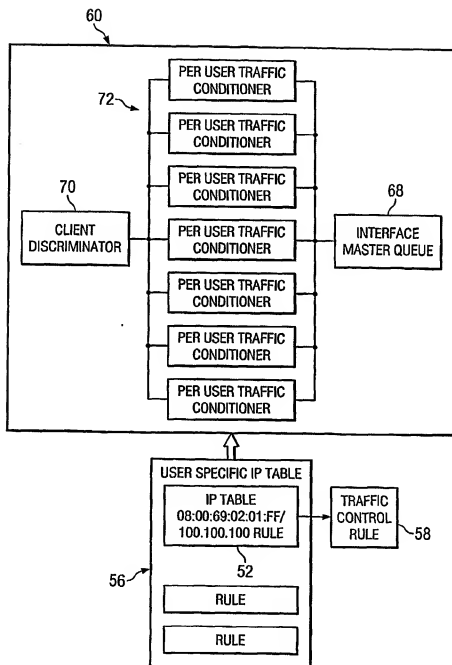 60
72
PER USER TRAFFIC
CONDITIONER
PER USER TRAFFIC
CONDITIONER
PER USER TRAFFIC
CONDITIONER
70
CLIENT
DISCRIMINATOR
PER USER TRAFFIC
CONDITIONER
68
INTERFACE
MASTER QUEUE
PER USER TRAFFIC
CONDITIONER
PER USER TRAFFIC
CONDITIONER
PER USER TRAFFIC
CONDITIONER
USER SPECIFIC IP TABLE
IP TABLE
08:00:69:02:01:FF/
100.100.100 RULE
52
TRAFFIC
CONTROL
RULE
58
56
RULE
RULE